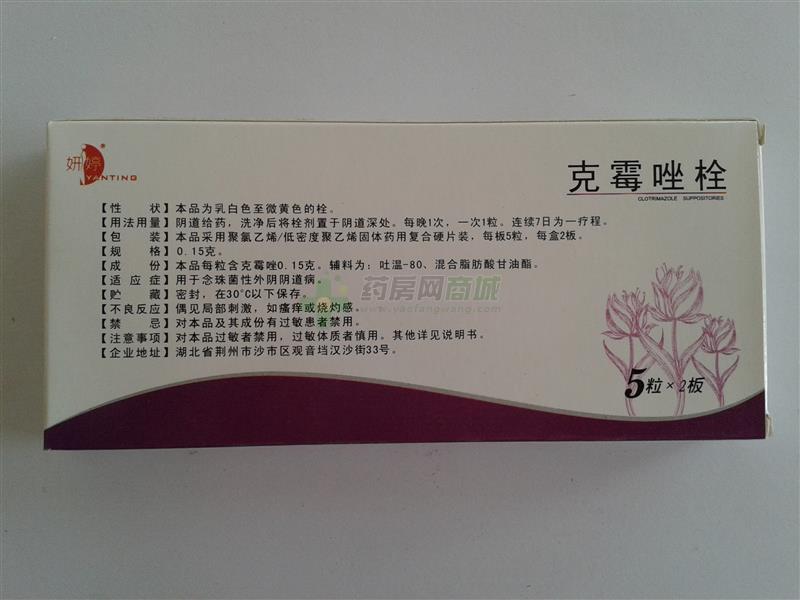 妍婷®
YANTING
克霉唑栓
CLOTRIMAZOLE SUPPOSITORIES
【性 状】本品为乳白色至微黄色的栓。
【用法用量】阴道给药，洗净后将栓剂置于阴道深处。每晚1次，一次1粒。连续7日为一疗程。
【包 装】本品采用聚氯乙烯/低密度聚乙烯固体药用复合硬片装，每板5粒，每盒2板。
【规 格】0.15克。
【成 份】本品每粒含克霉唑0.15克。辅料为：吐温-80、混合脂肪酸甘油酯。
【适 应 症】用于念珠菌性外阴阴道病。
【贮 藏】密封，在30°C以下保存。
【不良反应】偶见局部刺激，如瘙痒或烧灼感。
【禁 忌】对本品及其成份有过敏患者禁用。
【注意事项】对本品过敏者禁用，过敏体质者慎用。其他详见说明书。
【企业地址】湖北省荆州市沙市区观音垱汉沙街33号。
药房网商城
www.yaofangwang.com
5粒×2板